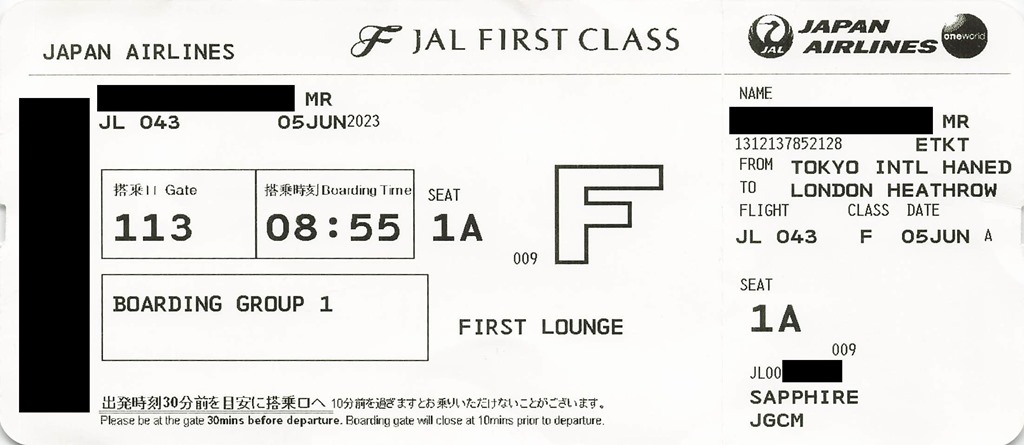 JAPAN AIRLINES
JAL FIRST CLASS
MR
JL 043 05JUN2023
搭乗口 Gate
113
搭乗時刻 Boarding Time
08:55
SEAT
1A
009
F
BOARDING GROUP 1
FIRST LOUNGE
出発時刻30分前を目安に搭乗口へ 10分前を過ぎますとお乗りいただけないことがございます。
Please be at the gate 30mins before departure. Boarding gate will close at 10mins prior to departure.
JAL
JAPAN
AIRLINES
oneworld
NAME
MR
1312137852128 ETKT
FROM TOKYO INTL HANED
TO LONDON HEATHROW
FLIGHT CLASS DATE
JL 043 F 05JUN A
SEAT
1A
009
JL00
SAPPHIRE
JGCM